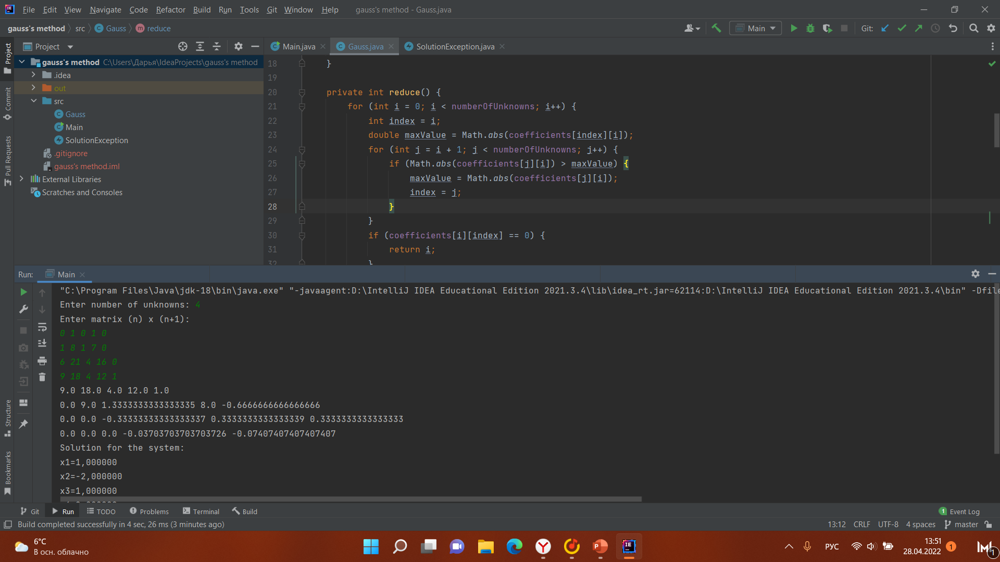 File Edit View Navigate Code Refactor Build Run Tools Git Window Help gauss's method - Gauss.java
gauss's method src Gauss reduce Main Git:
Project
Main.java Gauss.java SolutionException.java
gauss's method C:\Users\Дарья\IdeaProjects\gauss's method
.idea
out
src
Gauss
Main
SolutionException
.gitignore
gauss's method.iml
External Libraries
Scratches and Consoles
Project
Commit
Pull Requests
Structure
Bookmarks
18 }
19
20 private int reduce() {
21 for (int i = 0; i < numberOfUnknowns; i++) {
22 int index = i;
23 double maxValue = Math.abs(coefficients[index][i]);
24 for (int j = i + 1; j < numberOfUnknowns; j++) {
25 if (Math.abs(coefficients[j][i]) > maxValue) {
26 maxValue = Math.abs(coefficients[j][i]);
27 index = j;
28 }
29 }
30 if (coefficients[i][index] == 0) {
31 return i;
32 }
Run: Main
"C:\Program Files\Java\jdk-18\bin\java.exe" "-javaagent:D:\IntelliJ IDEA Educational Edition 2021.3.4\lib\idea_rt.jar=62114:D:\IntelliJ IDEA Educational Edition 2021.3.4\bin" -Dfile
Enter number of unknowns: 4
Enter matrix (n) x (n+1):
0 1 0 1 0
1 8 1 7 0
6 21 4 16 0
9 18 4 12 1
9.0 18.0 4.0 12.0 1.0
0.0 9.0 1.3333333333333335 8.0 -0.6666666666666666
0.0 0.0 -0.33333333333333337 0.3333333333333339 0.3333333333333333
0.0 0.0 0.0 -0.03703703703703726 -0.07407407407407407
Solution for the system:
x1=1,000000
x2=-2,000000
x3=1,000000
Git Run TODO Problems Terminal Build 1 Event Log
Build completed successfully in 4 sec, 26 ms (3 minutes ago) 13:12 CRLF UTF-8 4 spaces master
6°C
В осн. облачно
РУС
13:51
28.04.2022
1
1